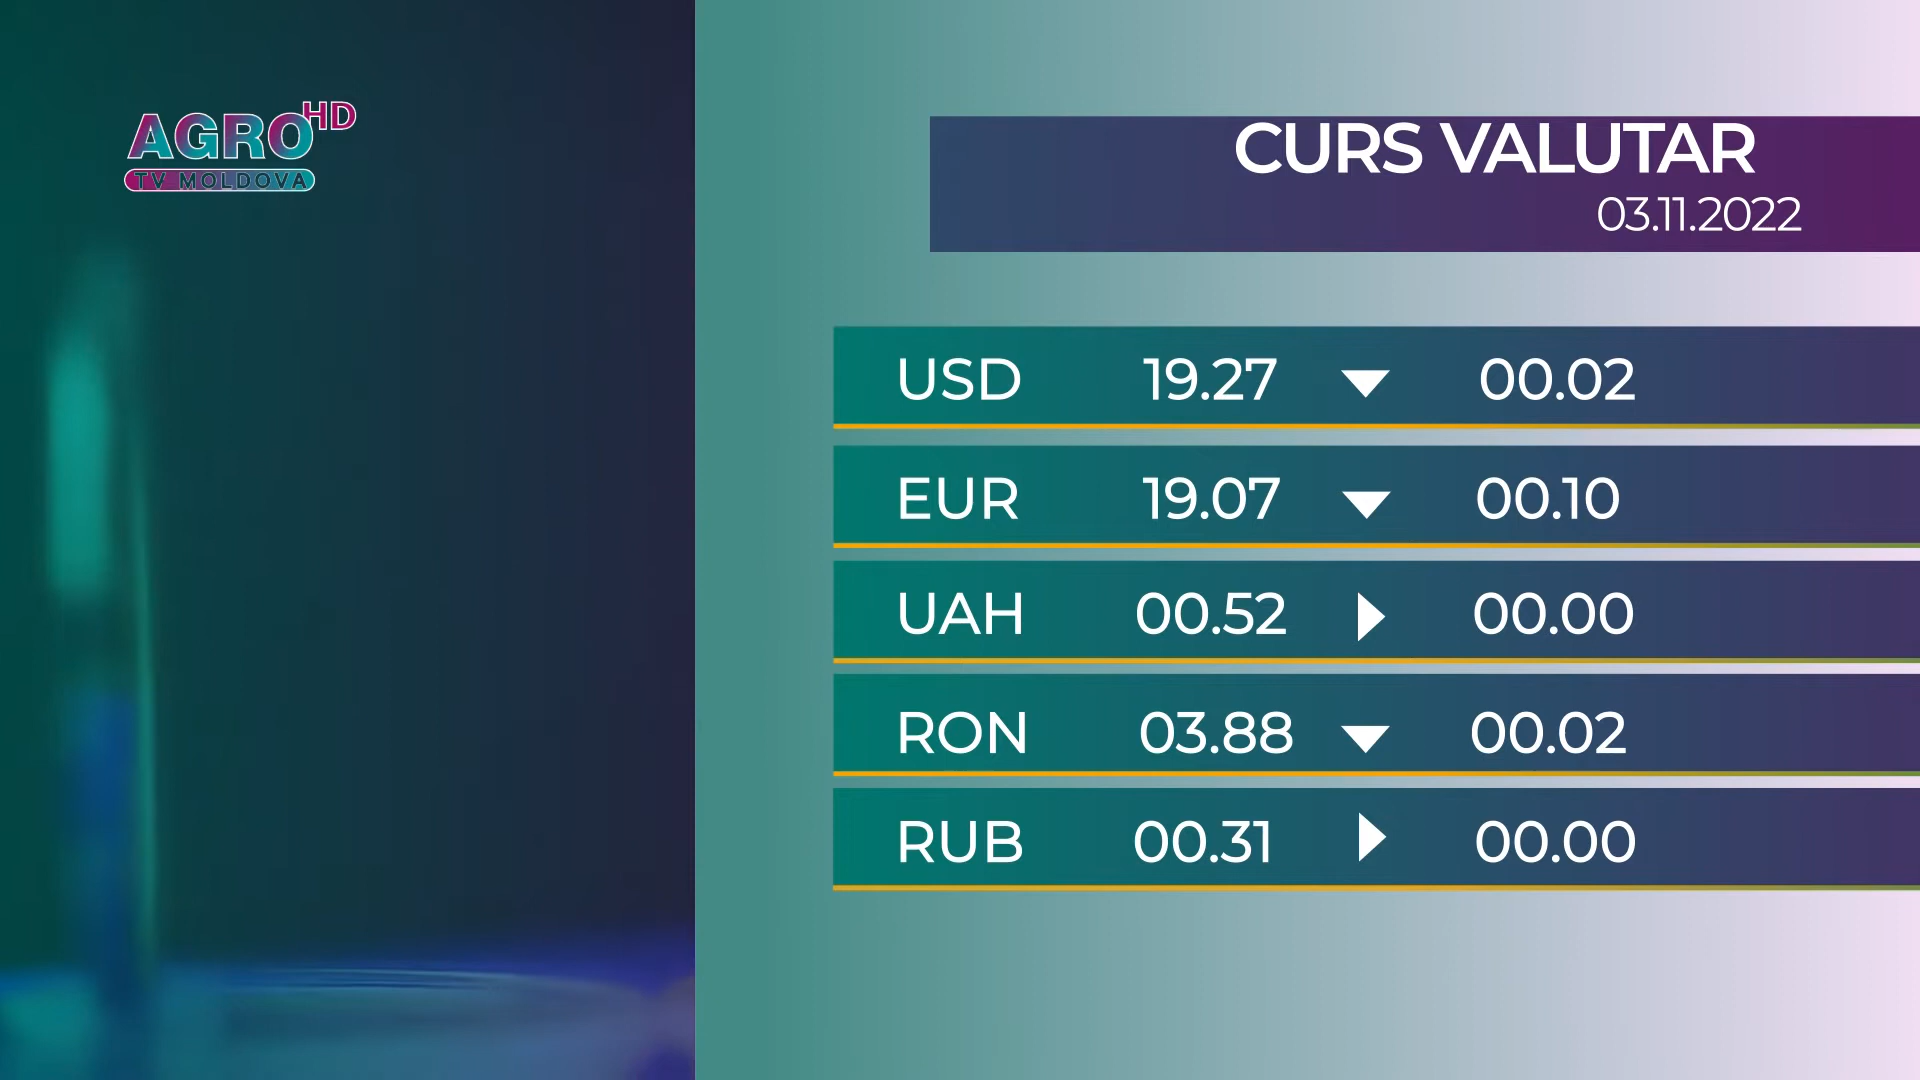 AGRO HD
TV MOLDOVA
CURS VALUTAR
03.11.2022
USD 19.27 00.02
EUR 19.07 00.10
UAH 00.52 00.00
RON 03.88 00.02
RUB 00.31 00.00